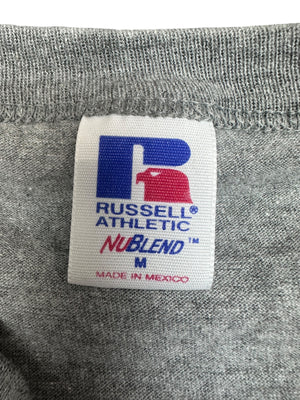 R
RUSSELL®
ATHLETIC
NUBLEND™
M
MADE IN MEXICO